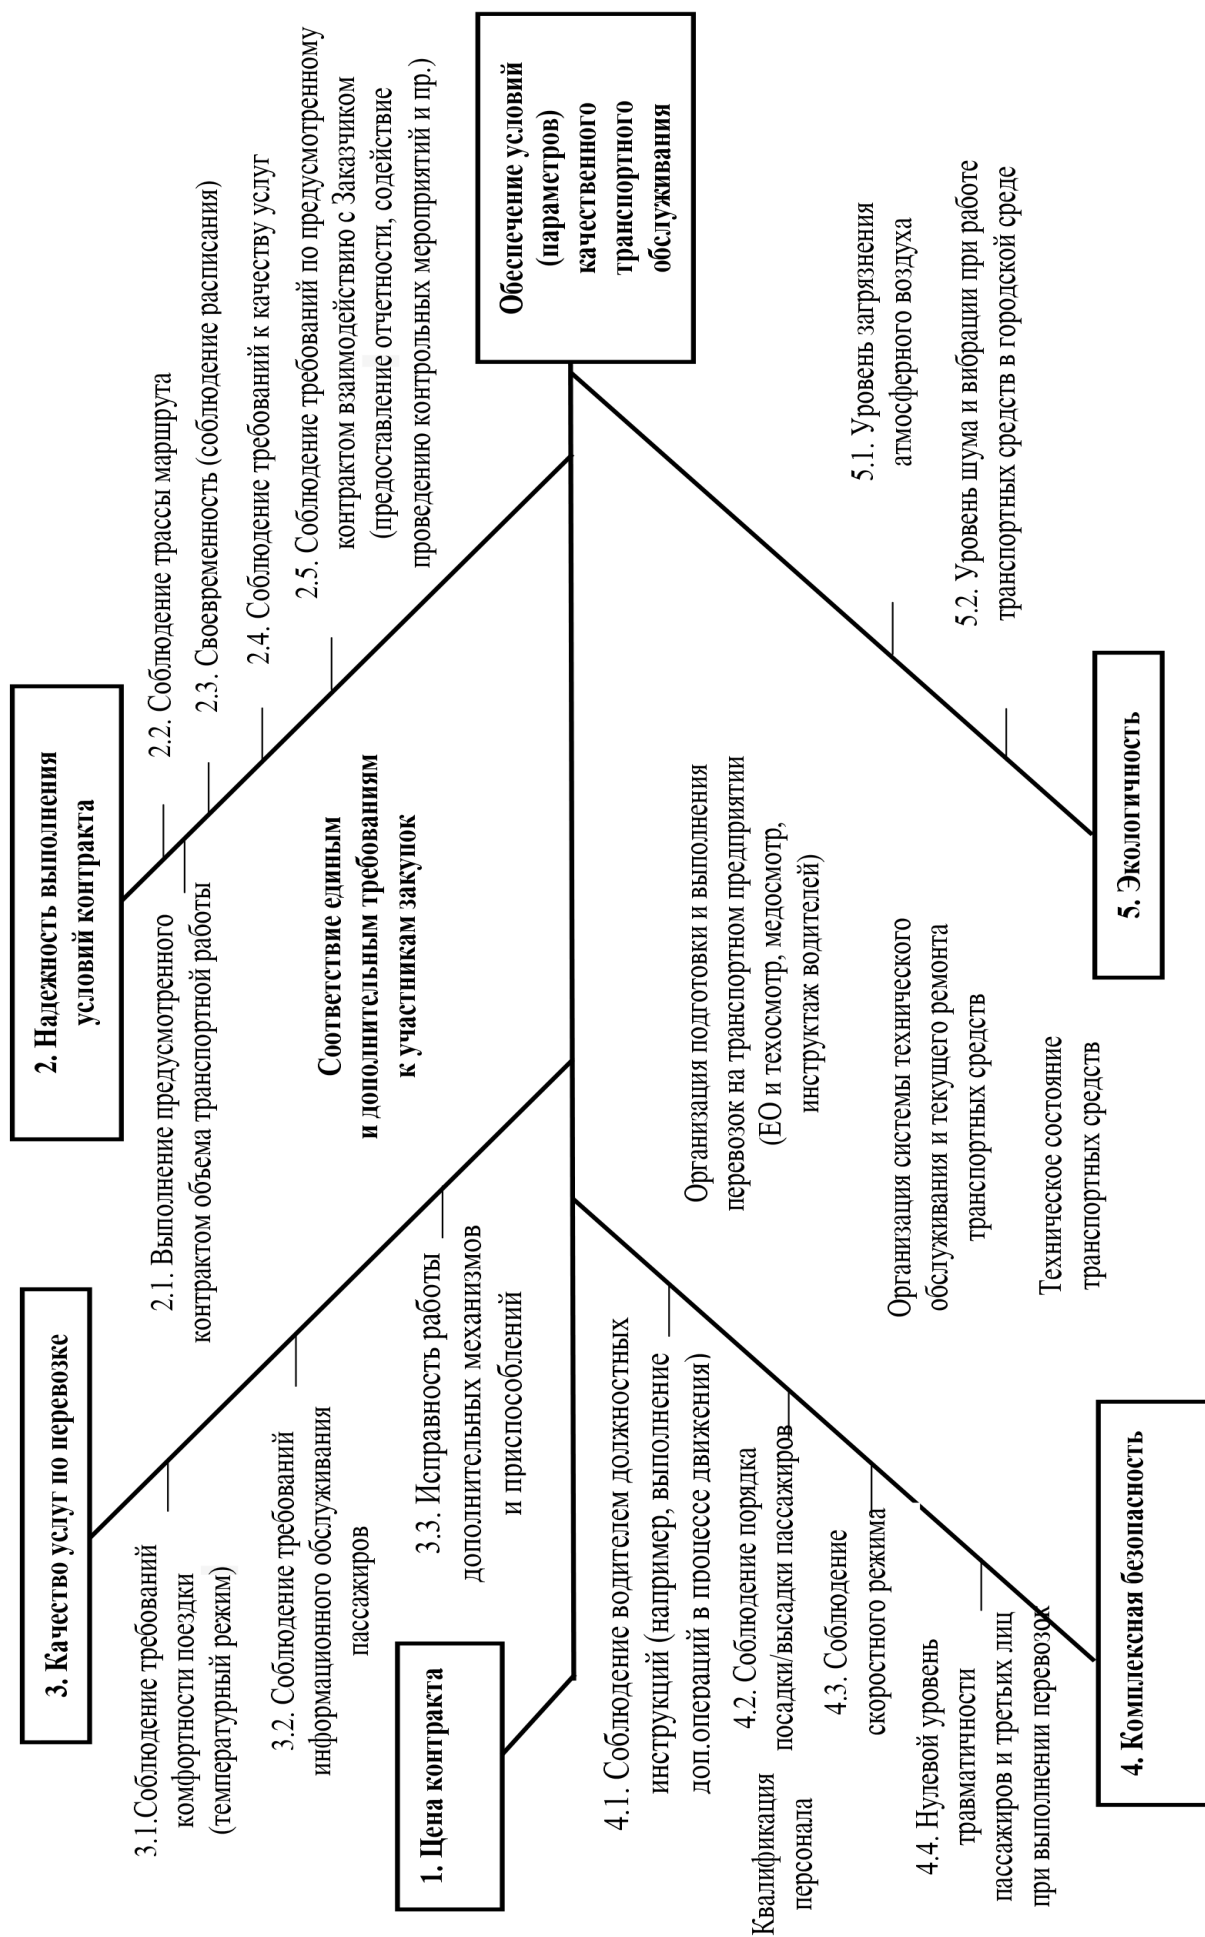 3. Качество услуг по перевозке
2. Надежность выполнения
условий контракта
3.1.Соблюдение требований
комфортности поездки
(температурный режим)
3.2. Соблюдение требований
информационного обслуживания
пассажиров
3.3. Исправность работы
дополнительных механизмов
и приспособлений
2.1. Выполнение предусмотренного
контрактом объема транспортной работы
2.2. Соблюдение трассы маршрута
2.3. Своевременность (соблюдение расписания)
2.4. Соблюдение требований к качеству услуг
2.5. Соблюдение требований по предусмотренному
контрактом взаимодействию с Заказчиком
(предоставление отчетности, содействие
проведению контрольных мероприятий и пр.)
Соответствие единым
и дополнительным требованиям
к участникам закупок
1. Цена контракта
Обеспечение условий
(параметров)
качественного
транспортного
обслуживания
4.1. Соблюдение водителем должностных
инструкций (например, выполнение
доп.операций в процессе движения)
4.2. Соблюдение порядка
посадки/высадки пассажиров
4.3. Соблюдение
скоростного режима
4.4. Нулевой уровень
травматичности
пассажиров и третьих лиц
при выполнении перевозок
Квалификация
персонала
Организация подготовки и выполнения
перевозок на транспортном предприятии
(ЕО и техосмотр, медосмотр,
инструктаж водителей)
Организация системы технического
обслуживания и текущего ремонта
транспортных средств
Техническое состояние
транспортных средств
5.1. Уровень загрязнения
атмосферного воздуха
5.2. Уровень шума и вибрации при работе
транспортных средств в городской среде
4. Комплексная безопасность
5. Экологичность